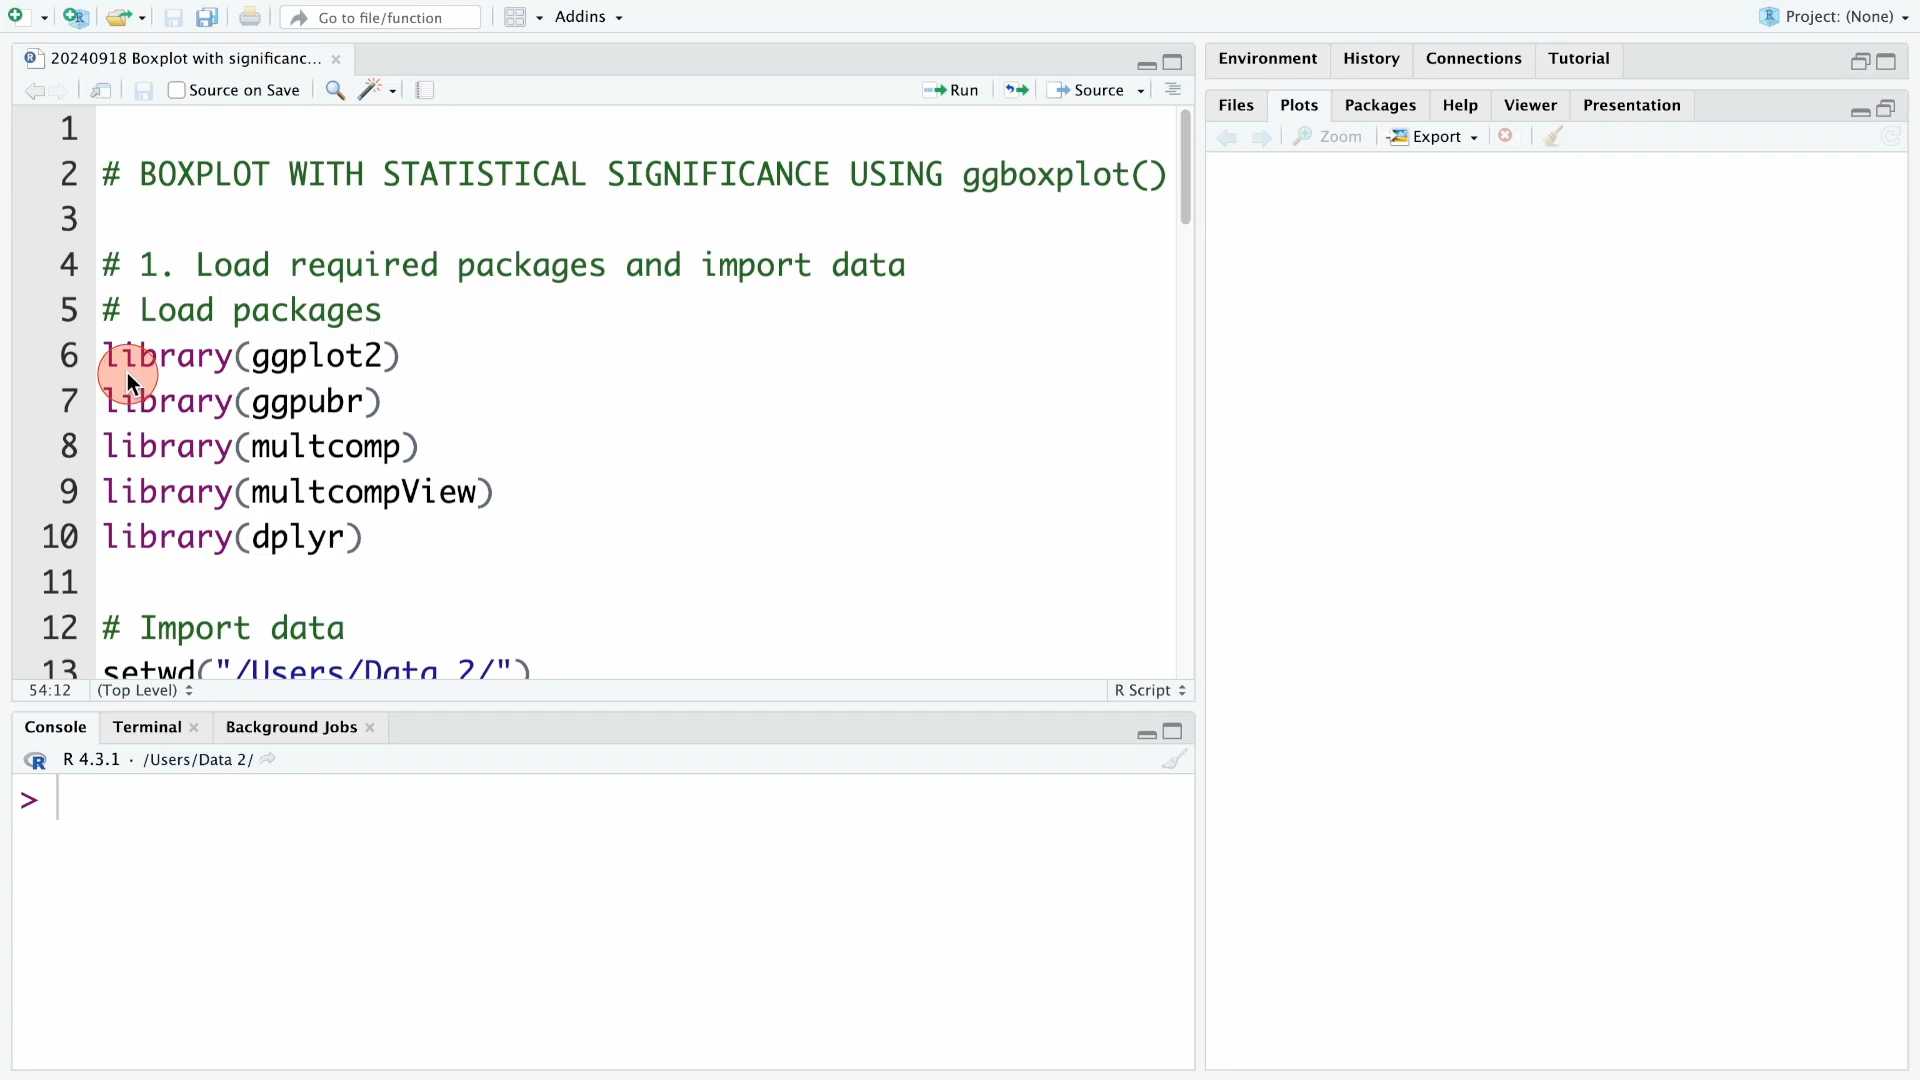 Go to file/function
Addins
Project: (None)
20240918 Boxplot with significanc...
Source on Save
Run
Source
1
2 # BOXPLOT WITH STATISTICAL SIGNIFICANCE USING ggboxplot()
3
4 # 1. Load required packages and import data
5 # Load packages
6 library(ggplot2)
7 library(ggpubr)
8 library(multcomp)
9 library(multcompView)
10 library(dplyr)
11
12 # Import data
13 setwd("/Users/Data 2/")
54:12 (Top Level) R Script
Console Terminal Background Jobs
R 4.3.1 · /Users/Data 2/
>
Environment History Connections Tutorial
Files Plots Packages Help Viewer Presentation
Zoom Export